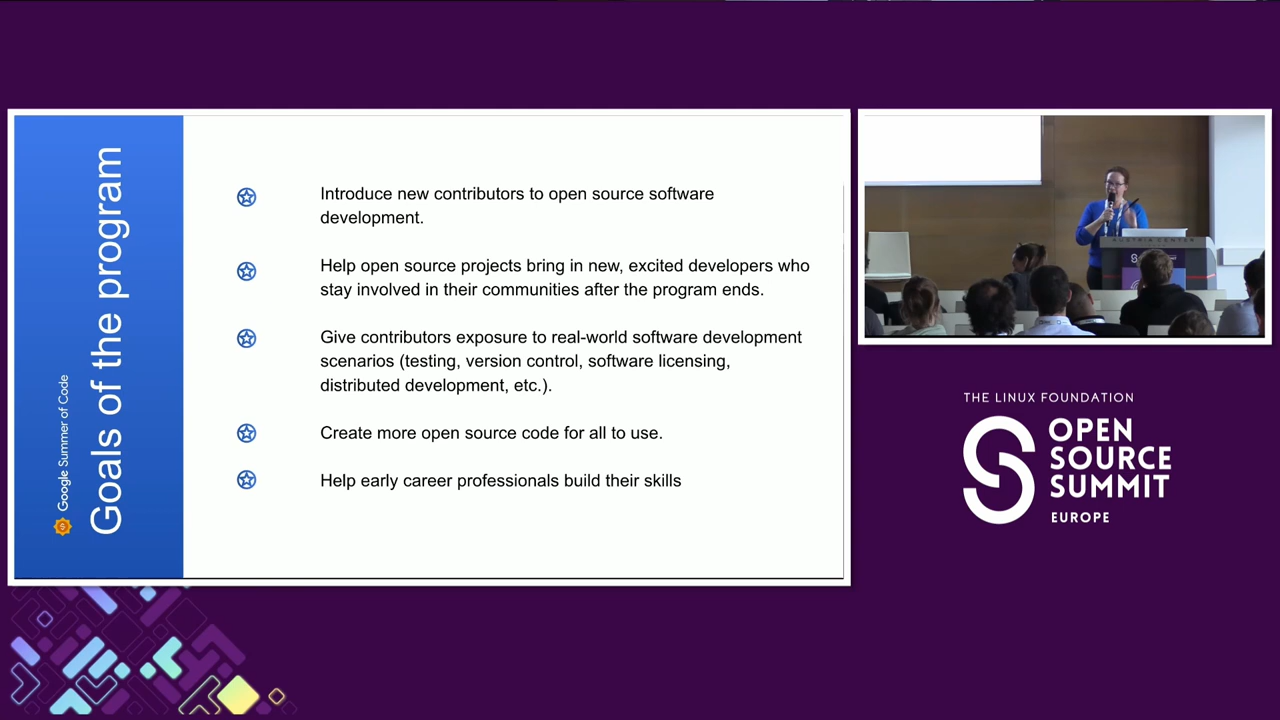 Goals of the program
Google Summer of Code
Introduce new contributors to open source software
development.
Help open source projects bring in new, excited developers who
stay involved in their communities after the program ends.
Give contributors exposure to real-world software development
scenarios (testing, version control, software licensing,
distributed development, etc.).
Create more open source code for all to use.
Help early career professionals build their skills
AUSTRIA CENTER
THE LINUX FOUNDATION
OPEN
SOURCE
SUMMIT
EUROPE